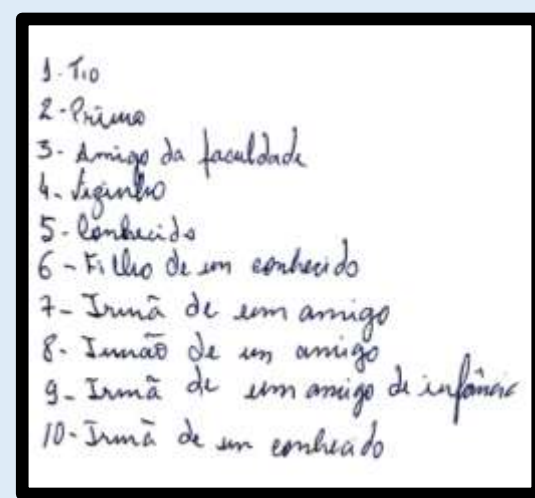 1- Tio
2- Primo
3- Amigo da faculdade
4- Vizinho
5- Conhecido
6- Filho de um conhecido
7- Irmã de um amigo
8- Irmão de um amigo
9- Irmã de um amigo de infância
10- Irmã de um conhecido